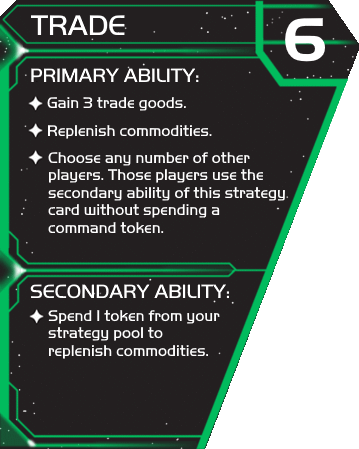 TRADE
6
PRIMARY ABILITY:
Gain 3 trade goods.
Replenish commodities.
Choose any number of other
players. Those players use the
secondary ability of this strategy
card without spending a
command token.
SECONDARY ABILITY:
Spend 1 token from your
strategy pool to
replenish commodities.